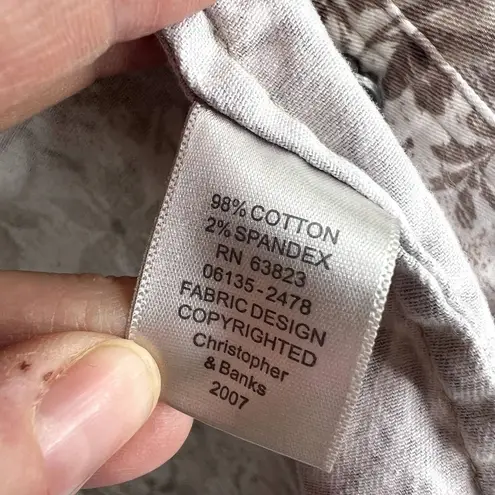 98% COTTON
2% SPANDEX
RN 63823
06135-2478
FABRIC DESIGN
COPYRIGHTED
Christopher
& Banks
2007